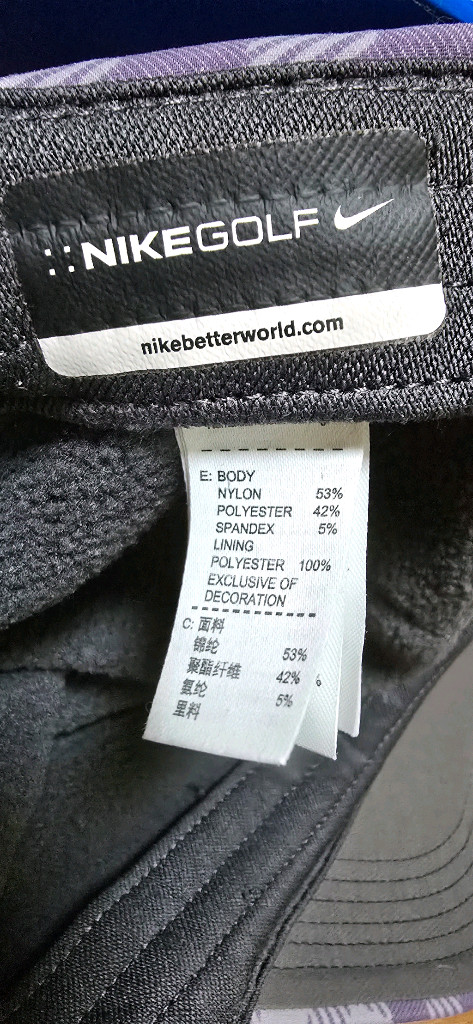 ::NIKEGOLF
nikebetterworld.com
E: BODY
NYLON 53%
POLYESTER 42%
SPANDEX 5%
LINING
POLYESTER 100%
EXCLUSIVE OF
DECORATION
C: 面料
锦纶 53%
聚酯纤维 42% %
氨纶 5%
里料